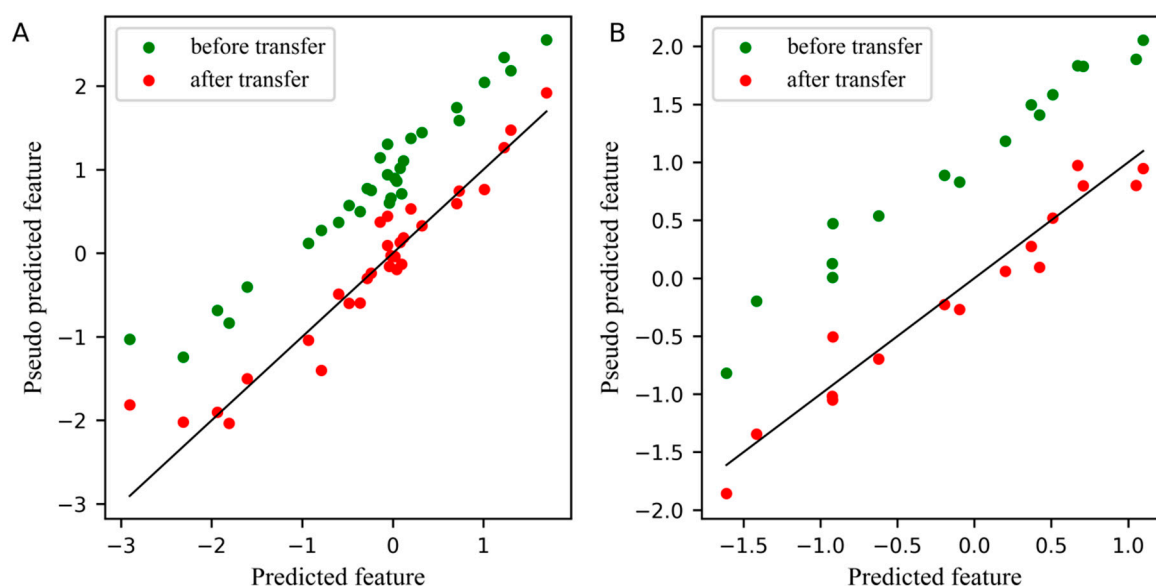 A
before transfer
after transfer
2
1
0
−1
−2
−3
Pseudo predicted feature
−3
−2
−1
0
1
Predicted feature
B
before transfer
after transfer
2.0
1.5
1.0
0.5
0.0
−0.5
−1.0
−1.5
−2.0
Pseudo predicted feature
−1.5
−1.0
−0.5
0.0
0.5
1.0
Predicted feature